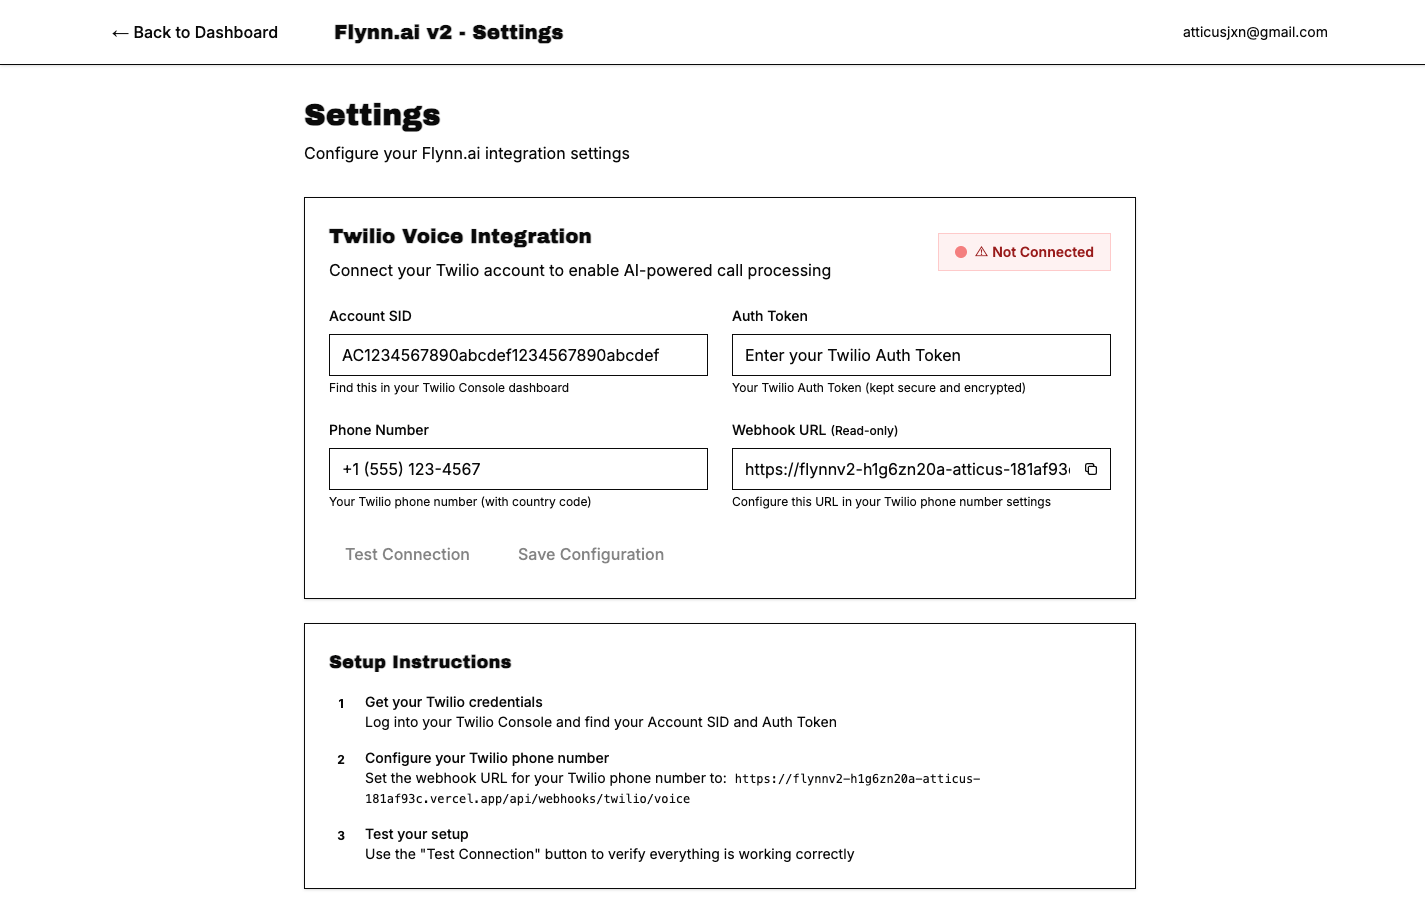 ← Back to Dashboard
Flynn.ai v2 - Settings
atticusjxn@gmail.com
Settings
Configure your Flynn.ai integration settings
Twilio Voice Integration
⚠ Not Connected
Connect your Twilio account to enable AI-powered call processing
Account SID
AC1234567890abcdef1234567890abcdef
Find this in your Twilio Console dashboard
Auth Token
Enter your Twilio Auth Token
Your Twilio Auth Token (kept secure and encrypted)
Phone Number
+1 (555) 123-4567
Your Twilio phone number (with country code)
Webhook URL (Read-only)
https://flynnv2-h1g6zn20a-atticus-181af93
Configure this URL in your Twilio phone number settings
Test Connection
Save Configuration
Setup Instructions
1 Get your Twilio credentials
Log into your Twilio Console and find your Account SID and Auth Token
2 Configure your Twilio phone number
Set the webhook URL for your Twilio phone number to: https://flynnv2-h1g6zn20a-atticus-
181af93c.vercel.app/api/webhooks/twilio/voice
3 Test your setup
Use the "Test Connection" button to verify everything is working correctly